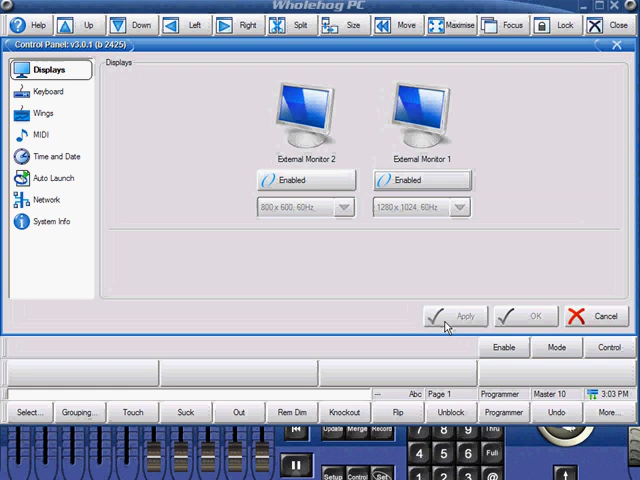 Wholehog PC
Help Up Down Left Right Split Size Move Maximise Focus Lock Close
Control Panel: v3.0.1 (b 2425)
Displays
Keyboard
Wings
MIDI
Time and Date
Auto Launch
Network
System Info
Displays
External Monitor 2 External Monitor 1
Enabled Enabled
800 x 600, 60Hz 1280 x 1024, 60Hz
Apply OK Cancel
Enable Mode Control
--- Abc Page 1 Programmer Master 10 3:03 PM
Select... Grouping... Touch Suck Out Rem Dim Knockout Flip Unblock Programmer Undo More...
Update Merge Record 7 8 9 Thru
4 5 6 Full
Setup Control Set 1 2 3 @